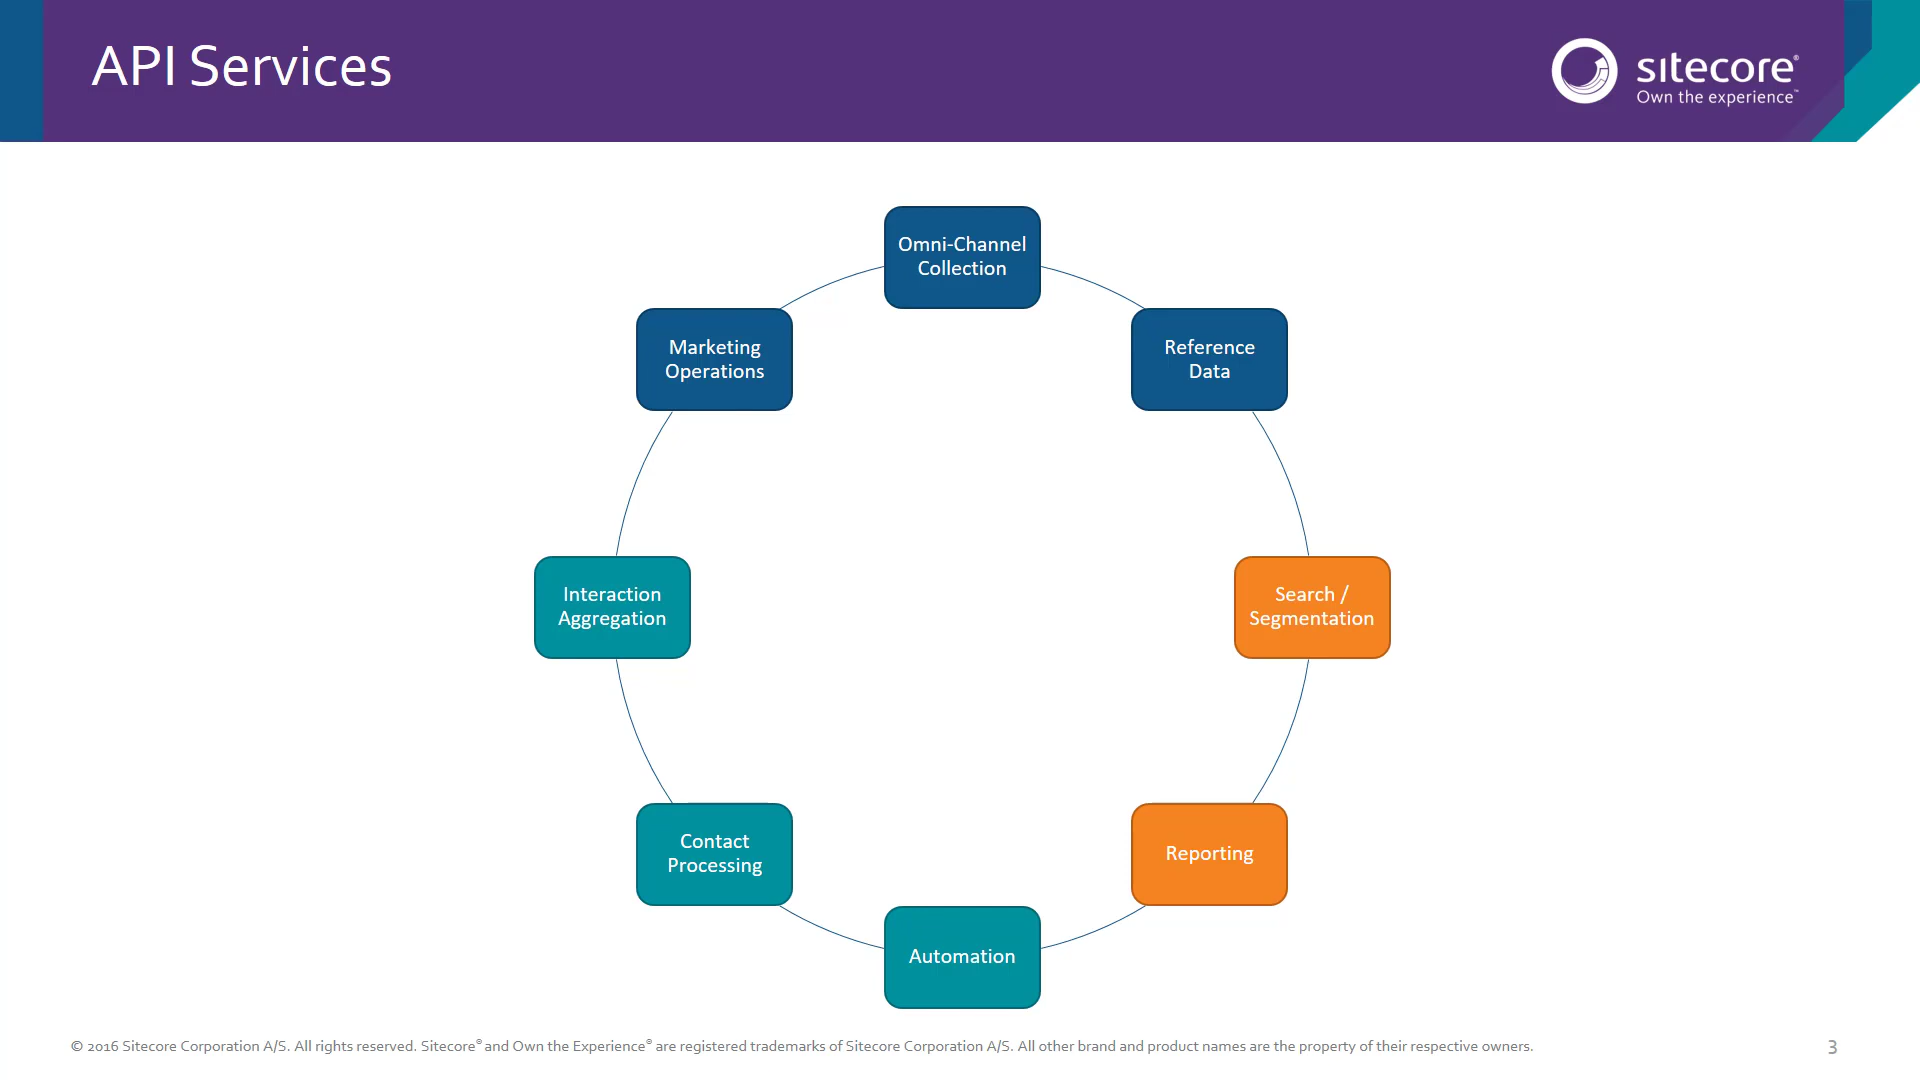 API Services
sitecore®
Own the experience™
Omni-Channel
Collection
Marketing
Operations
Reference
Data
Interaction
Aggregation
Search /
Segmentation
Contact
Processing
Reporting
Automation
© 2016 Sitecore Corporation A/S. All rights reserved. Sitecore® and Own the Experience® are registered trademarks of Sitecore Corporation A/S. All other brand and product names are the property of their respective owners.
3